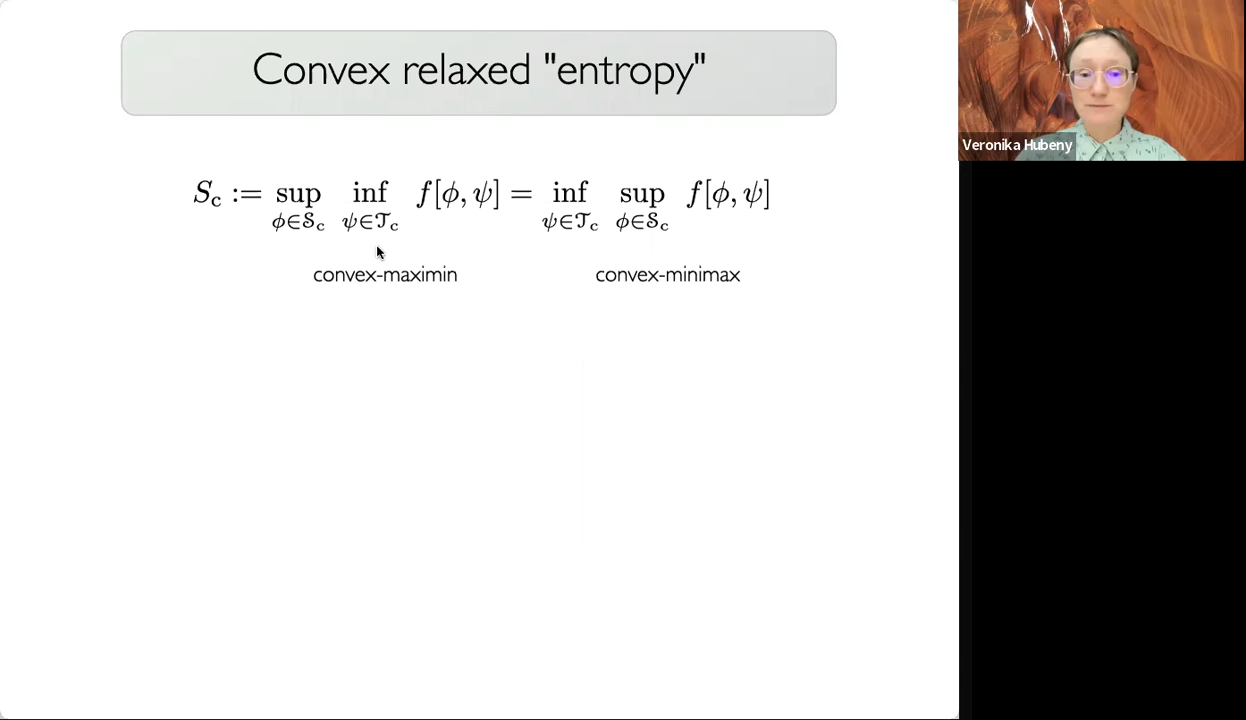 Convex relaxed "entropy"
S_c := sup_{ϕ∈𝒮_c} inf_{ψ∈𝒯_c} f[ϕ, ψ] = inf_{ψ∈𝒯_c} sup_{ϕ∈𝒮_c} f[ϕ, ψ]
convex-maximin convex-minimax
Veronika Hubeny